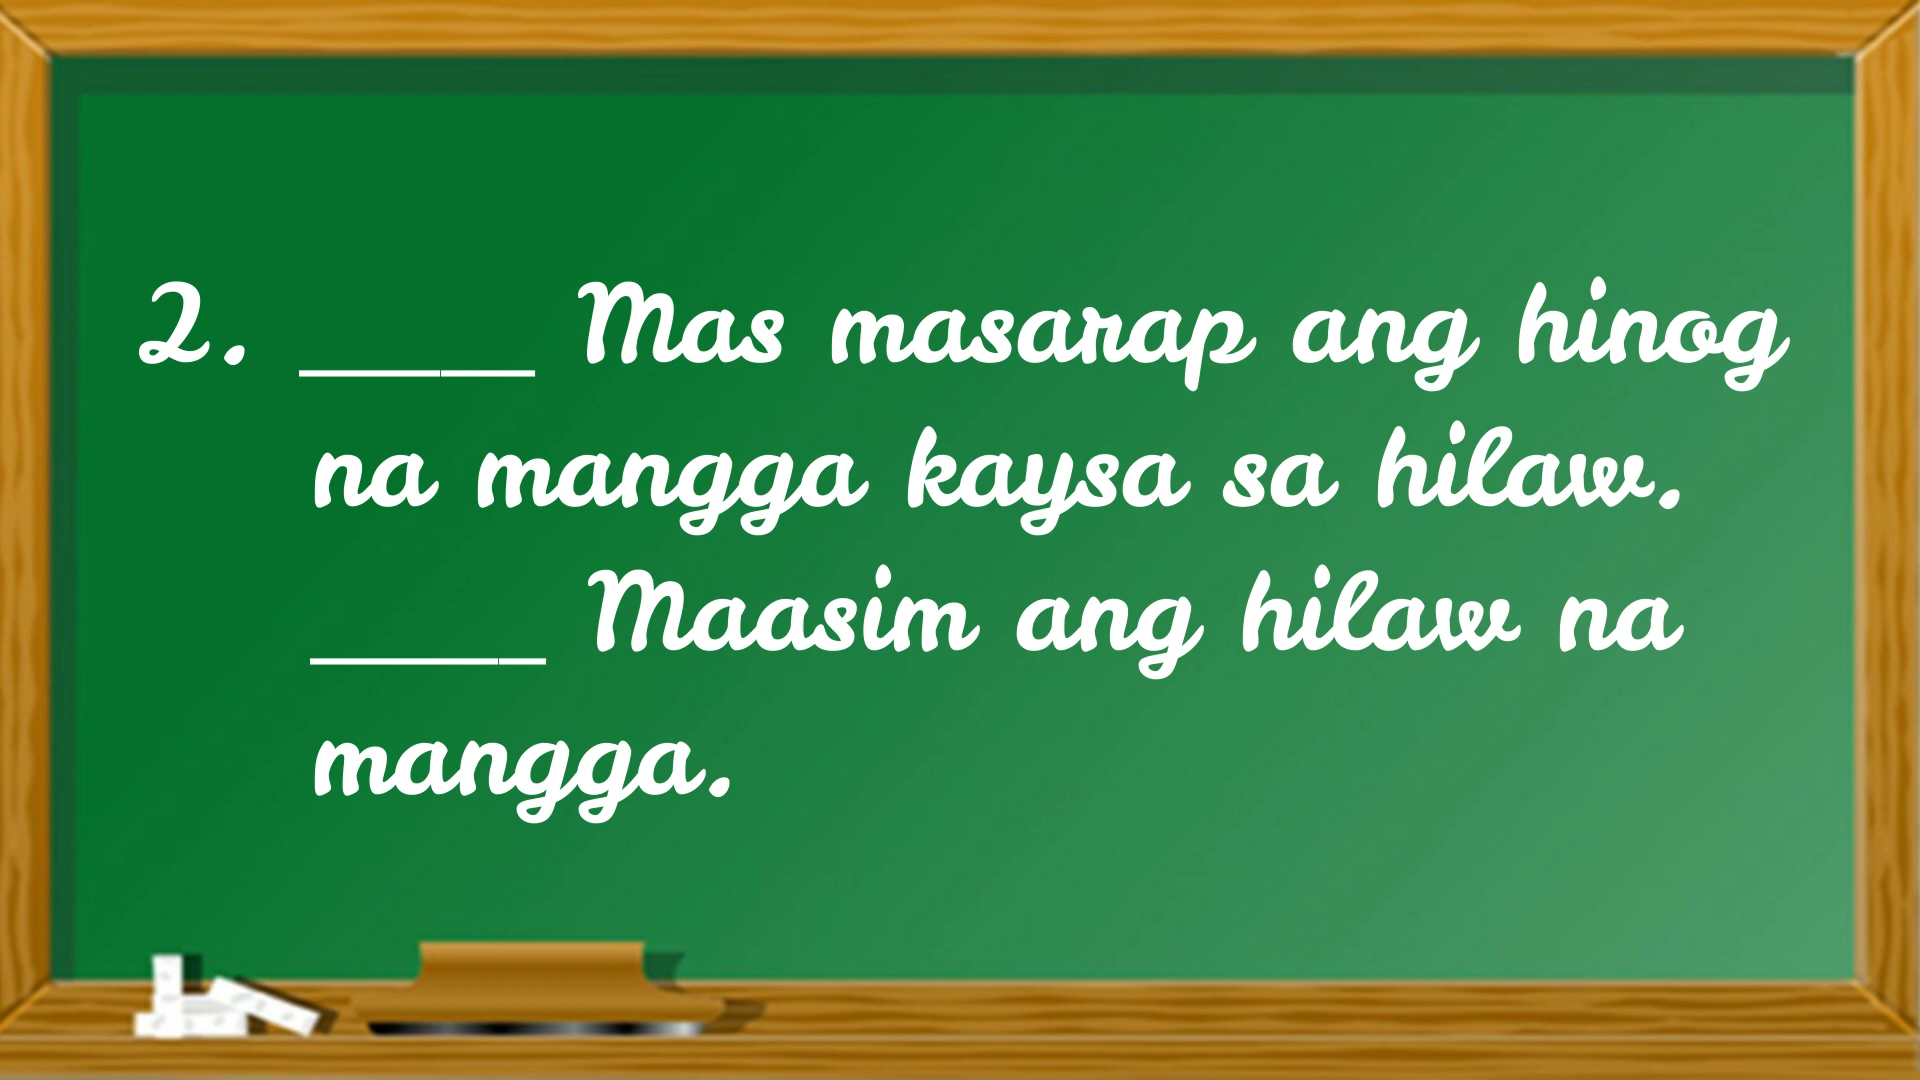 2. _____ Mas masarap ang hinog
na mangga kaysa sa hilaw.
_____ Maasim ang hilaw na
mangga.